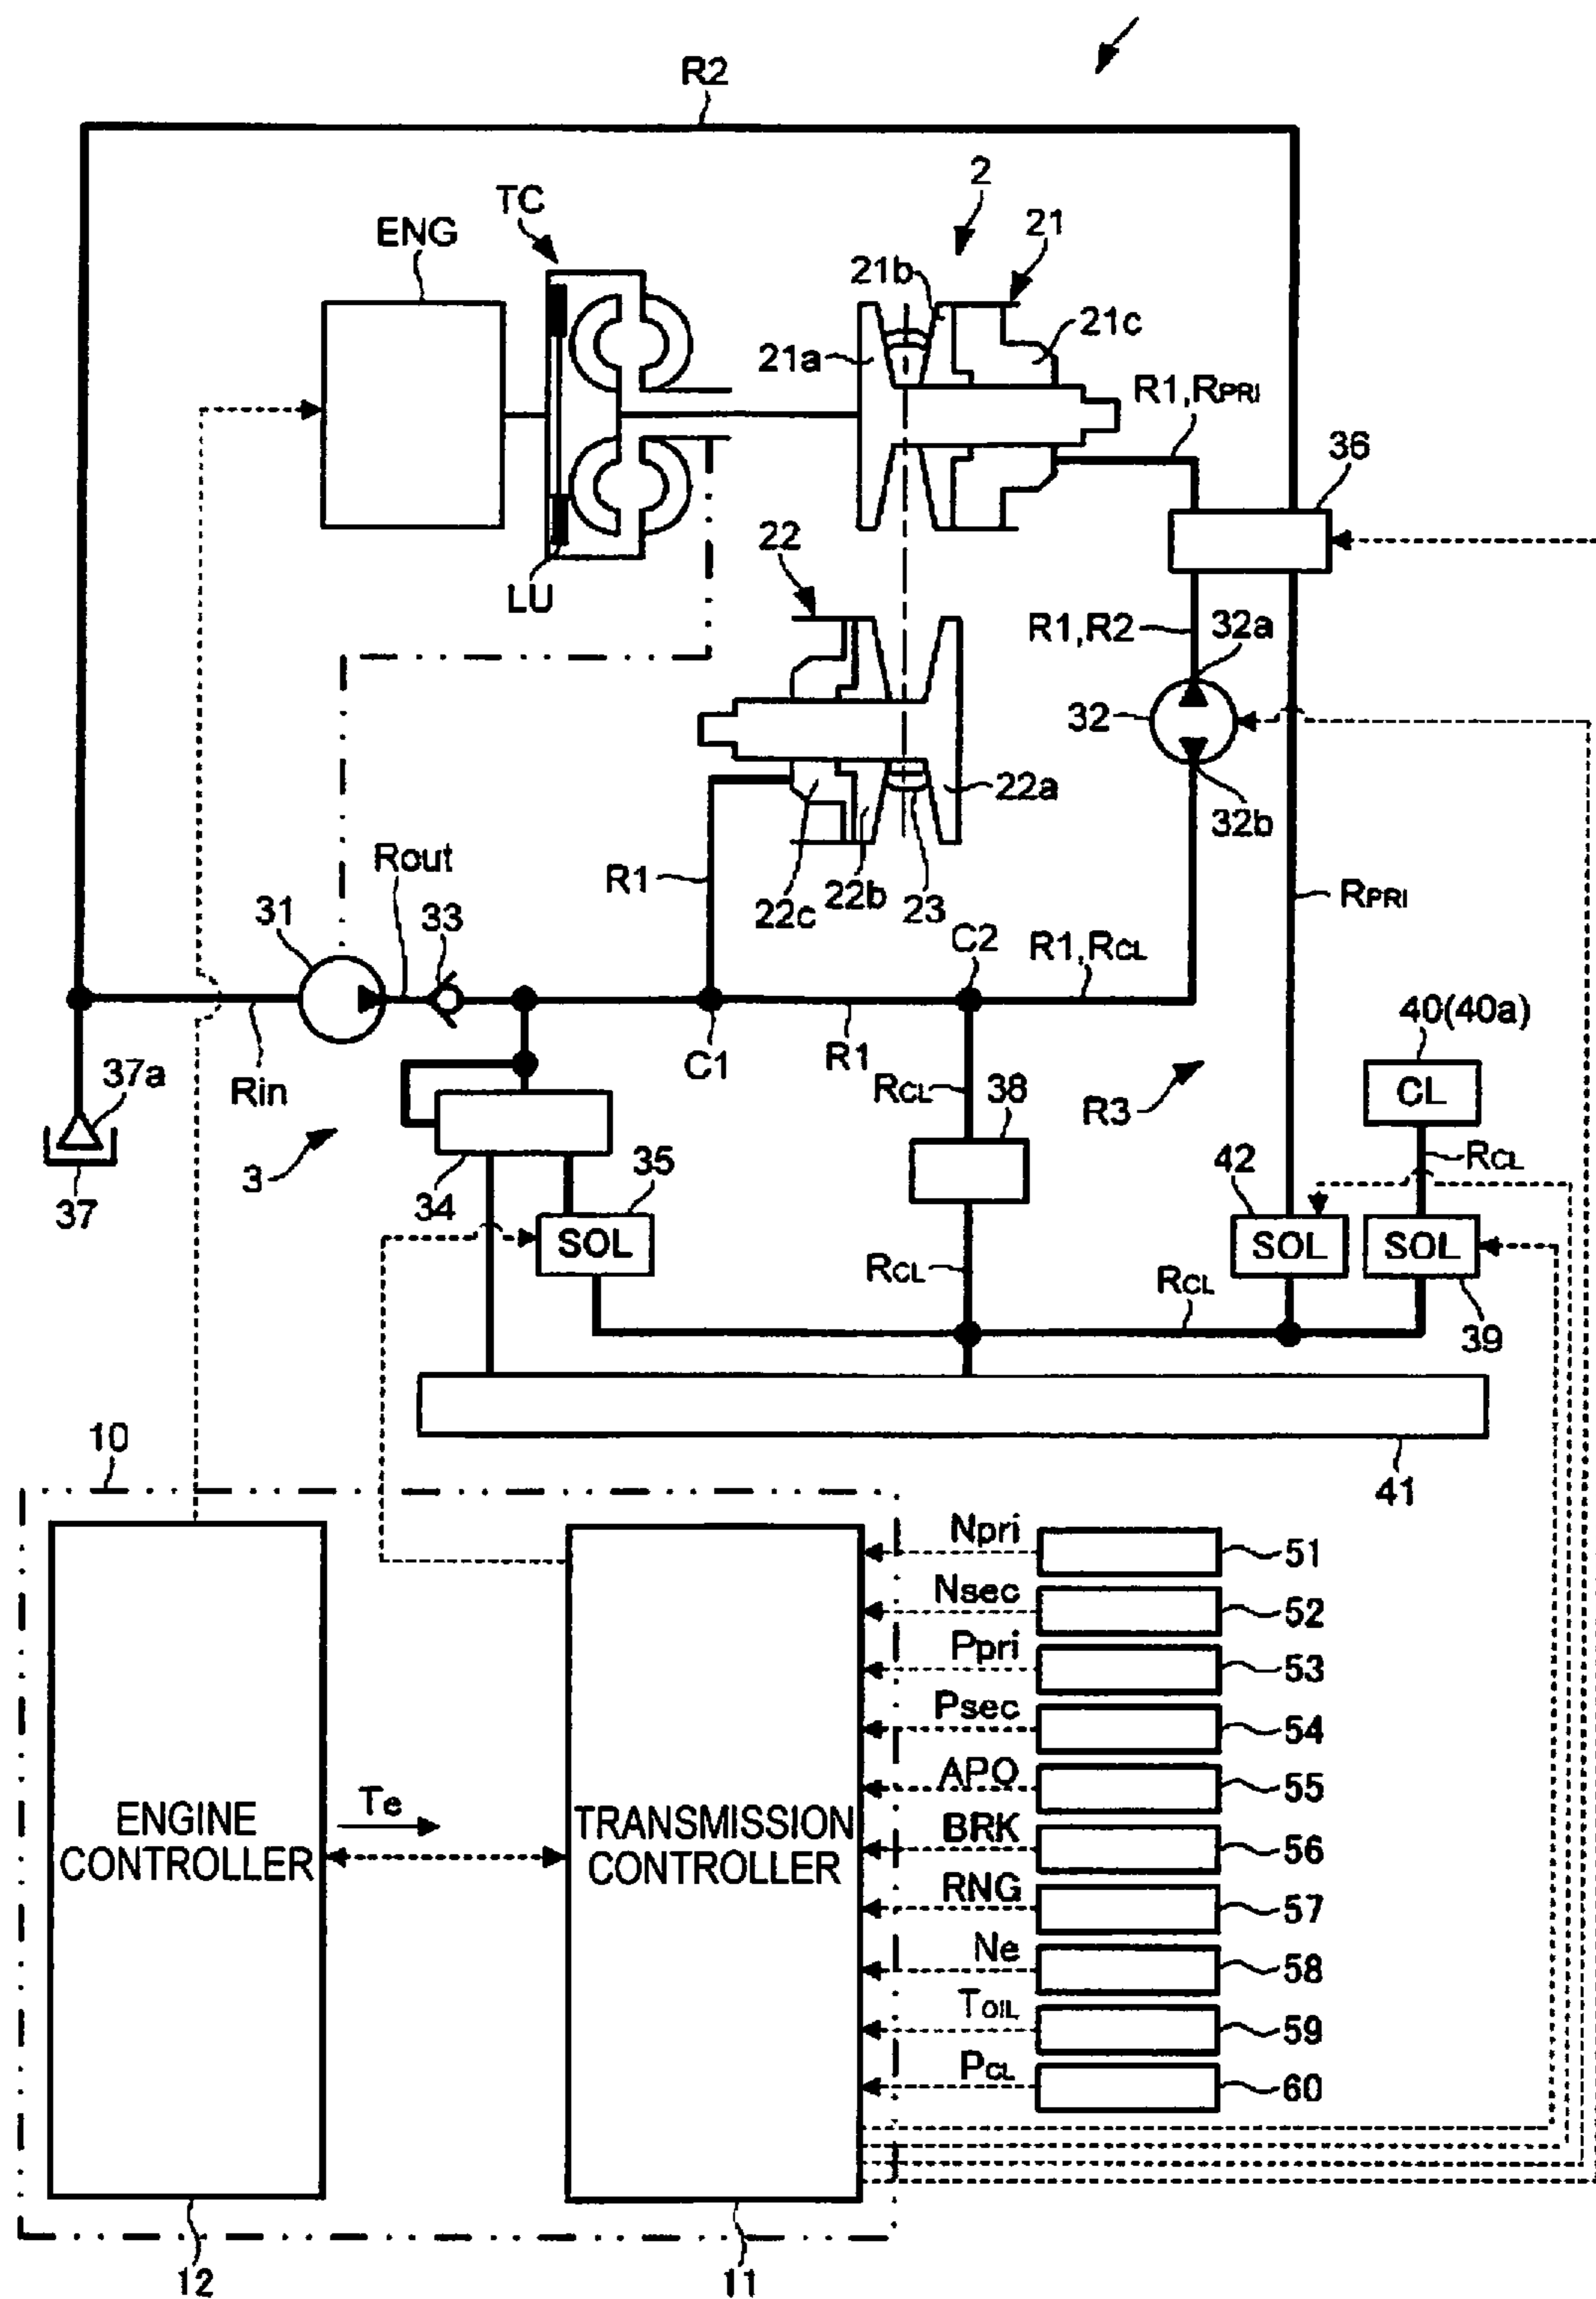 R2
2
TC
21
ENG
21b
21c
21a
R1,RPRI
36
22
LU
R1,R2
32a
32
22a
32b
Rout
R1
22c
22b
23
RPRI
31
33
C2
R1,RCL
40(40a)
C1
R1
37a
Rin
RCL
38
CL
R3
35
42
RCL
3
34
37
SOL
SOL
SOL
RCL
RCL
39
10
41
Npri
51
Nsec
52
Ppri
53
Psec
54
APO
55
Te
ENGINE
CONTROLLER
TRANSMISSION
CONTROLLER
BRK
56
RNG
57
Ne
58
TOIL
59
PCL
60
12
11